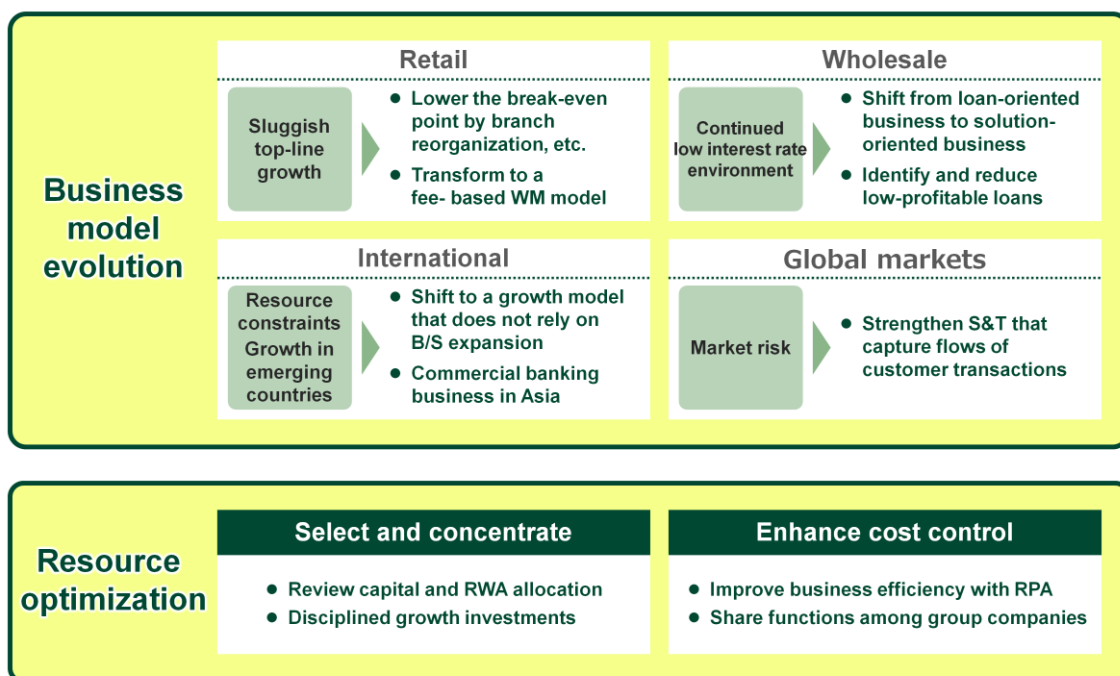 Business
model
evolution
Retail
Sluggish
top-line
growth
● Lower the break-even
point by branch
reorganization, etc.
● Transform to a
fee- based WM model
Wholesale
Continued
low interest rate
environment
● Shift from loan-oriented
business to solution-
oriented business
● Identify and reduce
low-profitable loans
International
Resource
constraints
Growth in
emerging
countries
● Shift to a growth model
that does not rely on
B/S expansion
● Commercial banking
business in Asia
Global markets
Market risk
● Strengthen S&T that
capture flows of
customer transactions
Resource
optimization
Select and concentrate
● Review capital and RWA allocation
● Disciplined growth investments
Enhance cost control
● Improve business efficiency with RPA
● Share functions among group companies